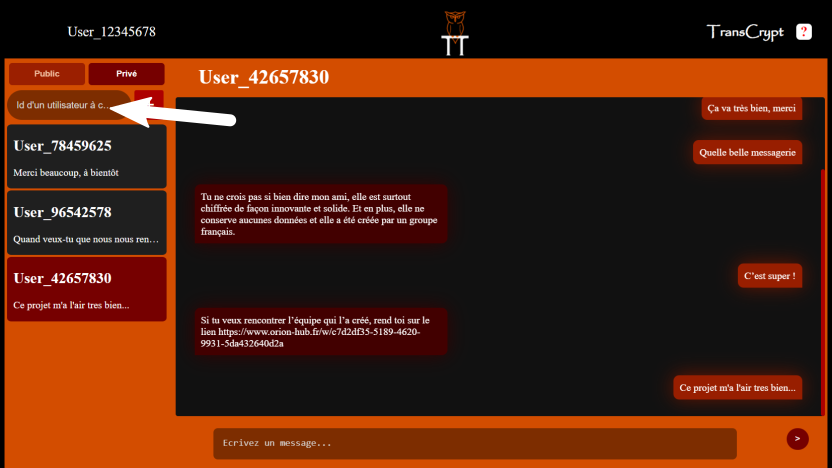 User_12345678
TT
TransCrypt ?
Public
Privé
User_42657830
Id d'un utilisateur à c...
User_78459625
Merci beaucoup, à bientôt
User_96542578
Quand veux-tu que nous nous ren...
User_42657830
Ce projet m'a l'air tres bien...
Ça va très bien, merci
Quelle belle messagerie
Tu ne crois pas si bien dire mon ami, elle est surtout
chiffrée de façon innovante et solide. Et en plus, elle ne
conserve aucunes données et elle a été créée par un groupe
français.
C’est super !
Si tu veux rencontrer l’équipe qui l’a créé, rend toi sur le
lien https://www.orion-hub.fr/w/c7d2df35-5189-4620-
9931-5da432640d2a
Ce projet m'a l'air tres bien...
Ecrivez un message...
>